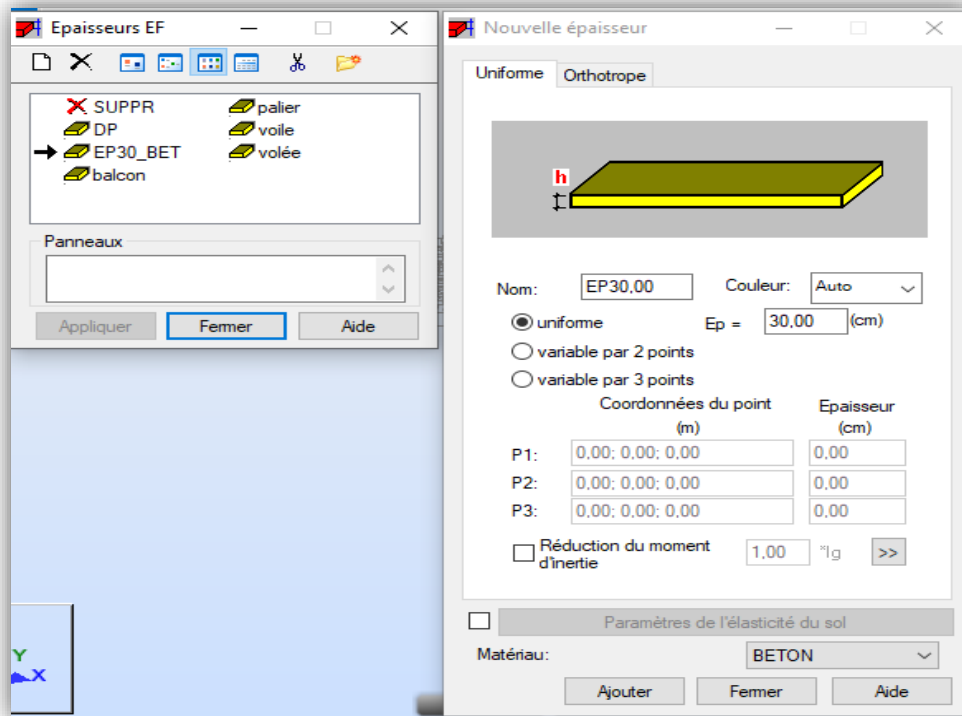 Epaisseurs EF
SUPPR
DP
EP30_BET
balcon
palier
voile
volée
Panneaux
Appliquer
Fermer
Aide
Y
X
Nouvelle épaisseur
Uniforme
Orthotrope
h
Nom: EP30,00 Couleur: Auto
uniforme Ep = 30,00 (cm)
variable par 2 points
variable par 3 points
Coordonnées du point Epaisseur
(m) (cm)
P1: 0,00; 0,00; 0,00 0,00
P2: 0,00; 0,00; 0,00 0,00
P3: 0,00; 0,00; 0,00 0,00
Réduction du moment
d'inertie 1,00 *Ig >>
Paramètres de l'élasticité du sol
Matériau: BETON
Ajouter Fermer Aide